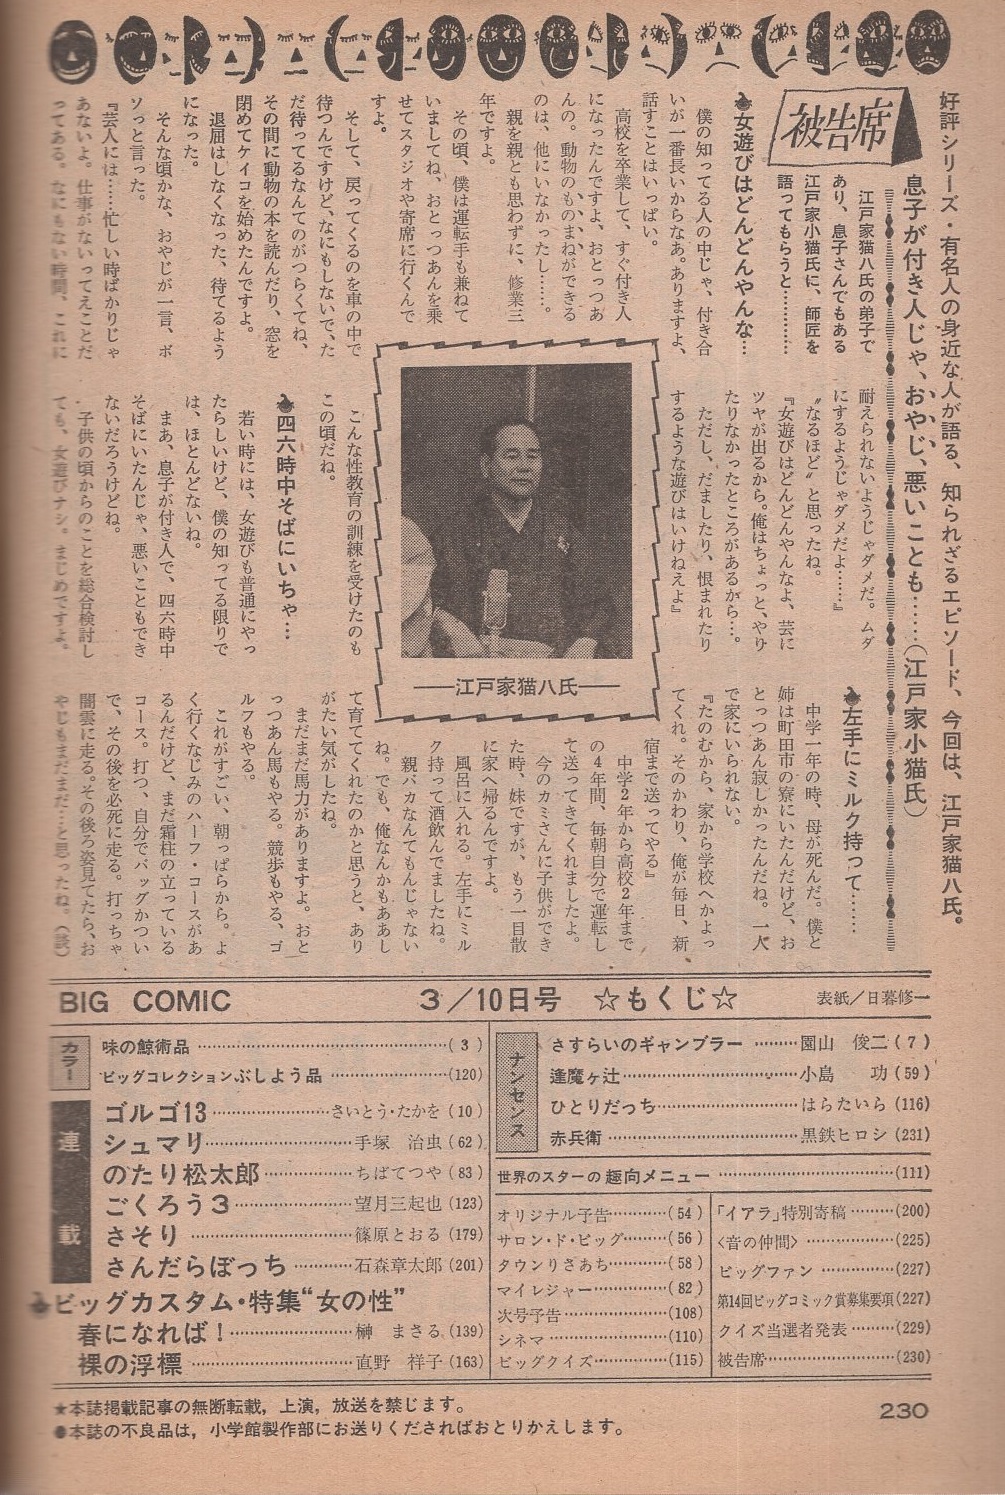 好評シリーズ・有名人の身近な人が語る、知られざるエピソード、今回は、江戸家猫八氏。
息子が付き人じゃ、おやじ、悪いことも……(江戸家小猫氏)
被告席
江戸家猫八氏の弟子で
あり、息子さんでもある
江戸家小猫氏に、師匠を
語ってもらうと…………
女遊びはどんどんやんな…
僕の知ってる人の中じゃ、付き合
いが一番長いからなあ。ありますよ、
話すことはいっぱい。
高校を卒業して、すぐ付き人
になったんですよ、おとっつあ
んの。動物のものまねができる
のは、他にいなかったし……。
親を親とも思わずに、修業三
年ですよ。
その頃、僕は運転手も兼ねて
いましてね、おとっつあんを乗
せてスタジオや寄席に行くんで
すよ。
そして、戻ってくるのを車の中で
待つんですけど、なにもしないで、た
だ待ってるなんてのがつらくてね、
その間に動物の本を読んだり、窓を
閉めてケイコを始めたんですよ。
退屈はしなくなった、待てるよう
になった。
そんな頃かな、おやじが一言、ボ
ソっと言った。
『芸人には……忙しい時ばかりじゃ
あないよ。仕事がないってえことだ
ってある。なにもない時間、これに
耐えられないようじゃダメだ。ムダ
にするようじゃダメだよ……』
〝なるほど〟と思ったね。
『女遊びはどんどんやんなよ、芸に
ツヤが出るから。俺はちょっと、やり
たりなかったところがあるから…。
ただし、だましたり、恨まれたり
するような遊びはいけねえよ』
こんな性教育の訓練を受けたのも
この頃だね。
四六時中そばにいちゃ…
若い時には、女遊びも普通にやっ
たらしいけど、僕の知ってる限りで
は、ほとんどないね。
まあ、息子が付き人で、四六時中
そばにいたんじゃ、悪いこともでき
ないだろうけどね。
子供の頃からのことを総合検討し
ても、女遊びナシ。まじめですよ。
――江戸家猫八氏――
左手にミルク持って……
中学一年の時、母が死んだ。僕と
姉は町田市の寮にいたんだけど、お
とっつあん寂しかったんだね。一人
で家にいられない。
『たのむから、家から学校へかよっ
てくれ。そのかわり、俺が毎日、新
宿まで送ってやる』
中学2年から高校2年まで
の4年間、毎朝自分で運転し
て送ってきてくれましたよ。
今のカミさんに子供ができ
た時、妹ですが、もう一目散
に家へ帰るんですよ。
風呂に入れる。左手にミル
ク持って酒飲んでましたね。
親バカなんてもんじゃない
ね。でも、俺なんかもああし
て育ててくれたのかと思うと、あり
がたい気がしたね。
まだまだ馬力がありますよ。おと
っつあん馬もやる。競歩もやる、ゴ
ルフもやる。
これがすごい、朝っぱらから。よ
く行くなじみのハーフ・コースがあ
るんだけど、まだ霜柱の立っている
コース。打つ、自分でバッグかつい
で、その後を必死に走る。打っちゃ
闇雲に走る。その後ろ姿見てたら、お
やじもまだまだ…と思ったね。(談)
BIG COMIC 3/10日号 ☆もくじ☆ 表紙/日暮修一
カラー
味の鯨術品……(3)
ビッグコレクションぶしよう品……(120)
連載
ゴルゴ13……さいとう・たかを(10)
シュマリ……手塚 治虫(62)
のたり松太郎……ちばてつや(83)
ごくろう3……望月三起也(123)
さそり……篠原とおる(179)
さんだらぼっち……石森章太郎(201)
ビッグカスタム・特集“女の性”
春になれば!……榊 まさる(139)
裸の浮標……直野 祥子(163)
ナンセンス
さすらいのギャンブラー……園山 俊二(7)
逢魔ヶ辻……小島 功(59)
ひとりだっち……はらたいら(116)
赤兵衛……黒鉄ヒロシ(231)
世界のスターの趣向メニュー……(111)
オリジナル予告……(54)
サロン・ド・ビッグ……(56)
タウンりさあち……(58)
マイレジャー……(82)
次号予告……(108)
シネマ……(110)
ビッグクイズ……(115)
「イアラ」特別寄稿……(200)
〈音の仲間〉……(225)
ビッグファン……(227)
第14回ビッグコミック賞募集要項(227)
クイズ当選者発表……(229)
被告席……(230)
★本誌掲載記事の無断転載，上演，放送を禁じます。
●本誌の不良品は，小学館製作部にお送りくださればおとりかえします。
230